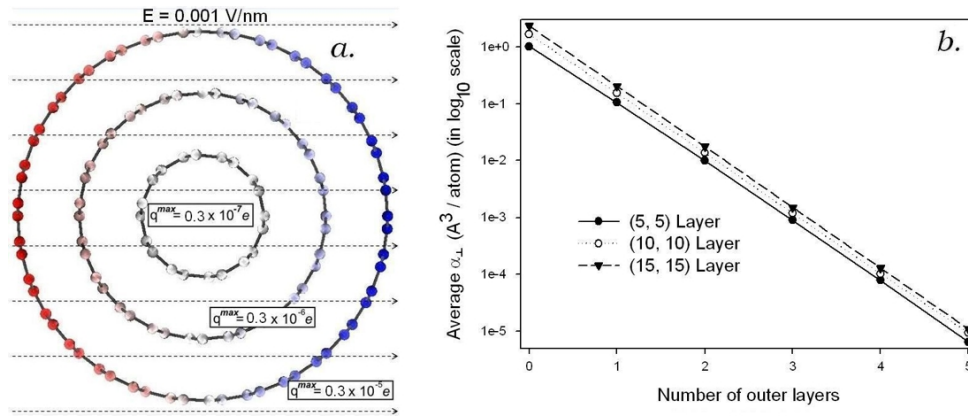 E = 0.001 V/nm
a.
q^max = 0.3 x 10^-7 e
q^max = 0.3 x 10^-6 e
q^max = 0.3 x 10^-5 e
b.
Average α⊥ (A^3 / atom) (in log10 scale)
1e+0
1e-1
1e-2
1e-3
1e-4
1e-5
(5, 5) Layer
(10, 10) Layer
(15, 15) Layer
0 1 2 3 4 5
Number of outer layers